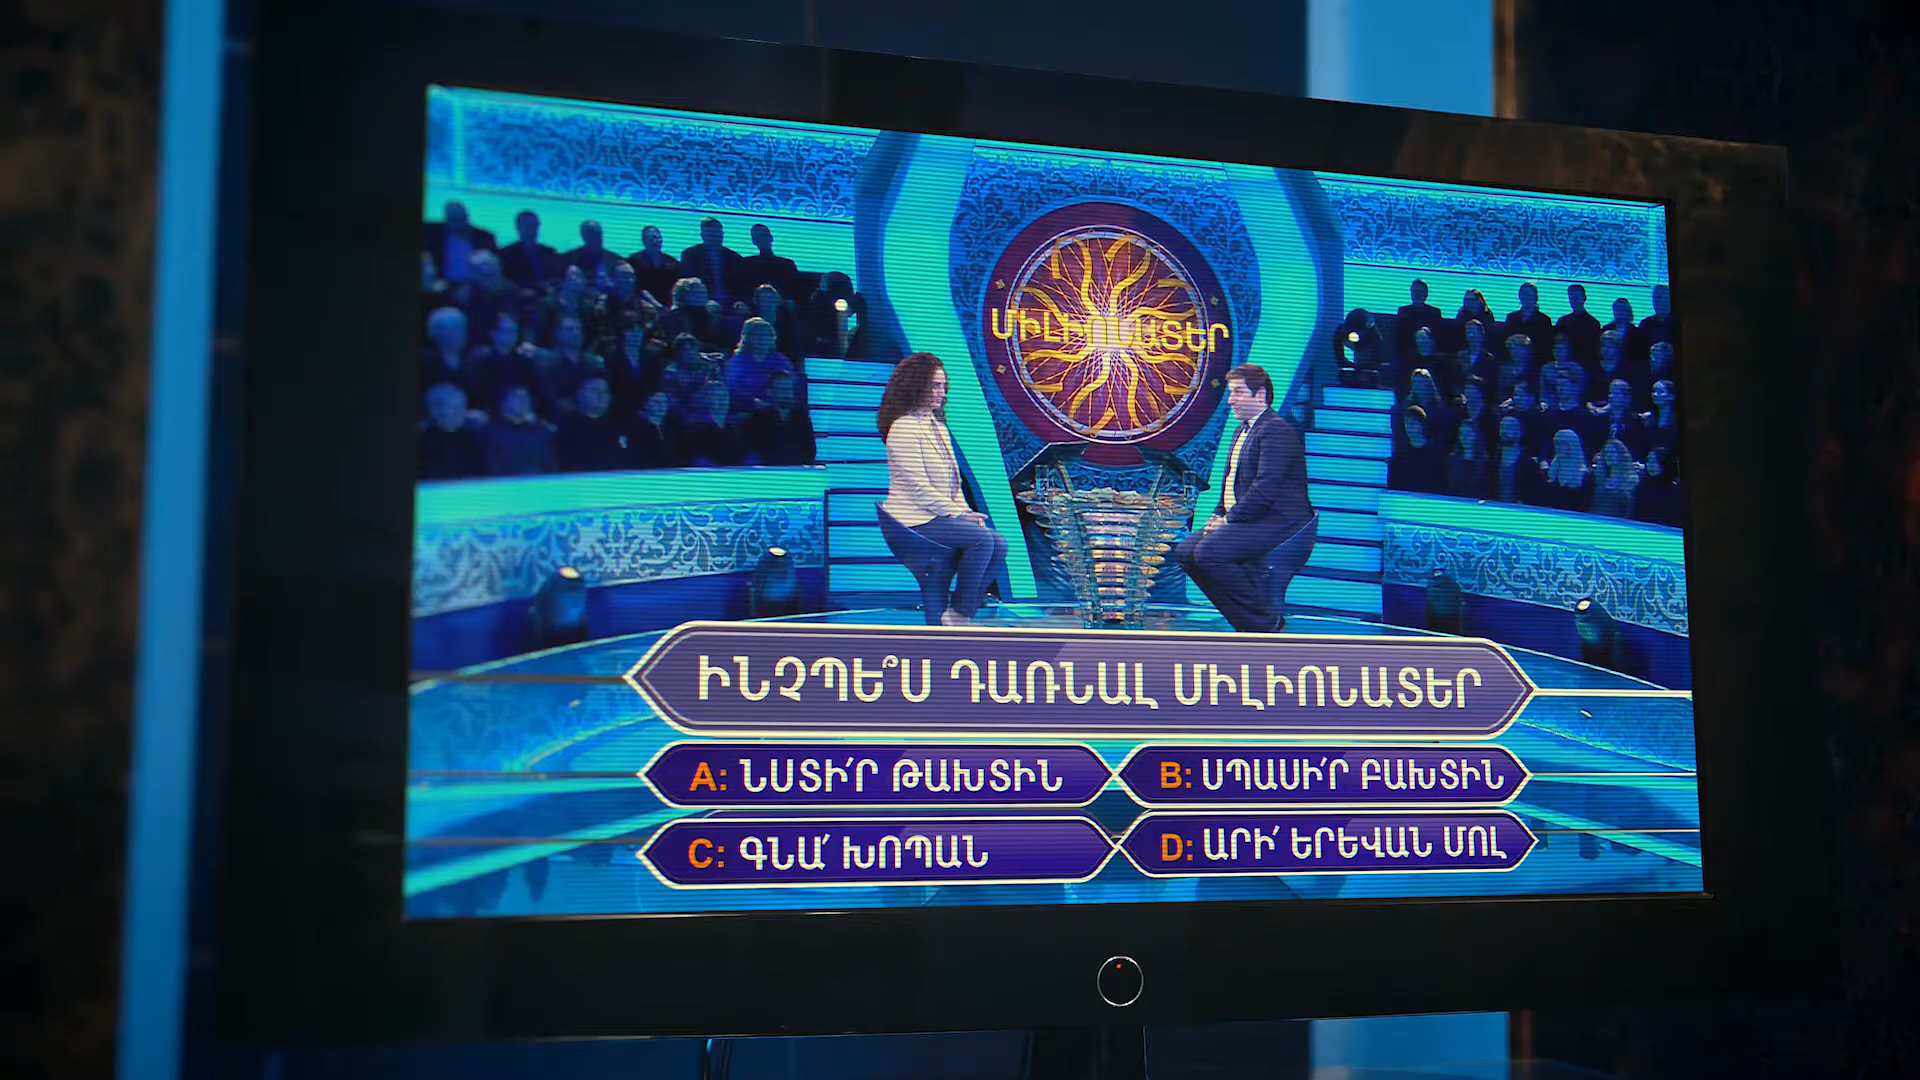 ՄԻԼԻՈՆԱՏԵՐ
ԻՆՉՊԵ՞Ս ԴԱՌՆԱԼ ՄԻԼԻՈՆԱՏԵՐ
A: ՆՍՏԻ՛Ր ԹԱԽՏԻՆ
B: ՍՊԱՍԻ՛Ր ԲԱԽՏԻՆ
C: ԳՆԱ՛ ԽՈՊԱՆ
D: ԱՐԻ՛ ԵՐԵՎԱՆ ՄՈԼ